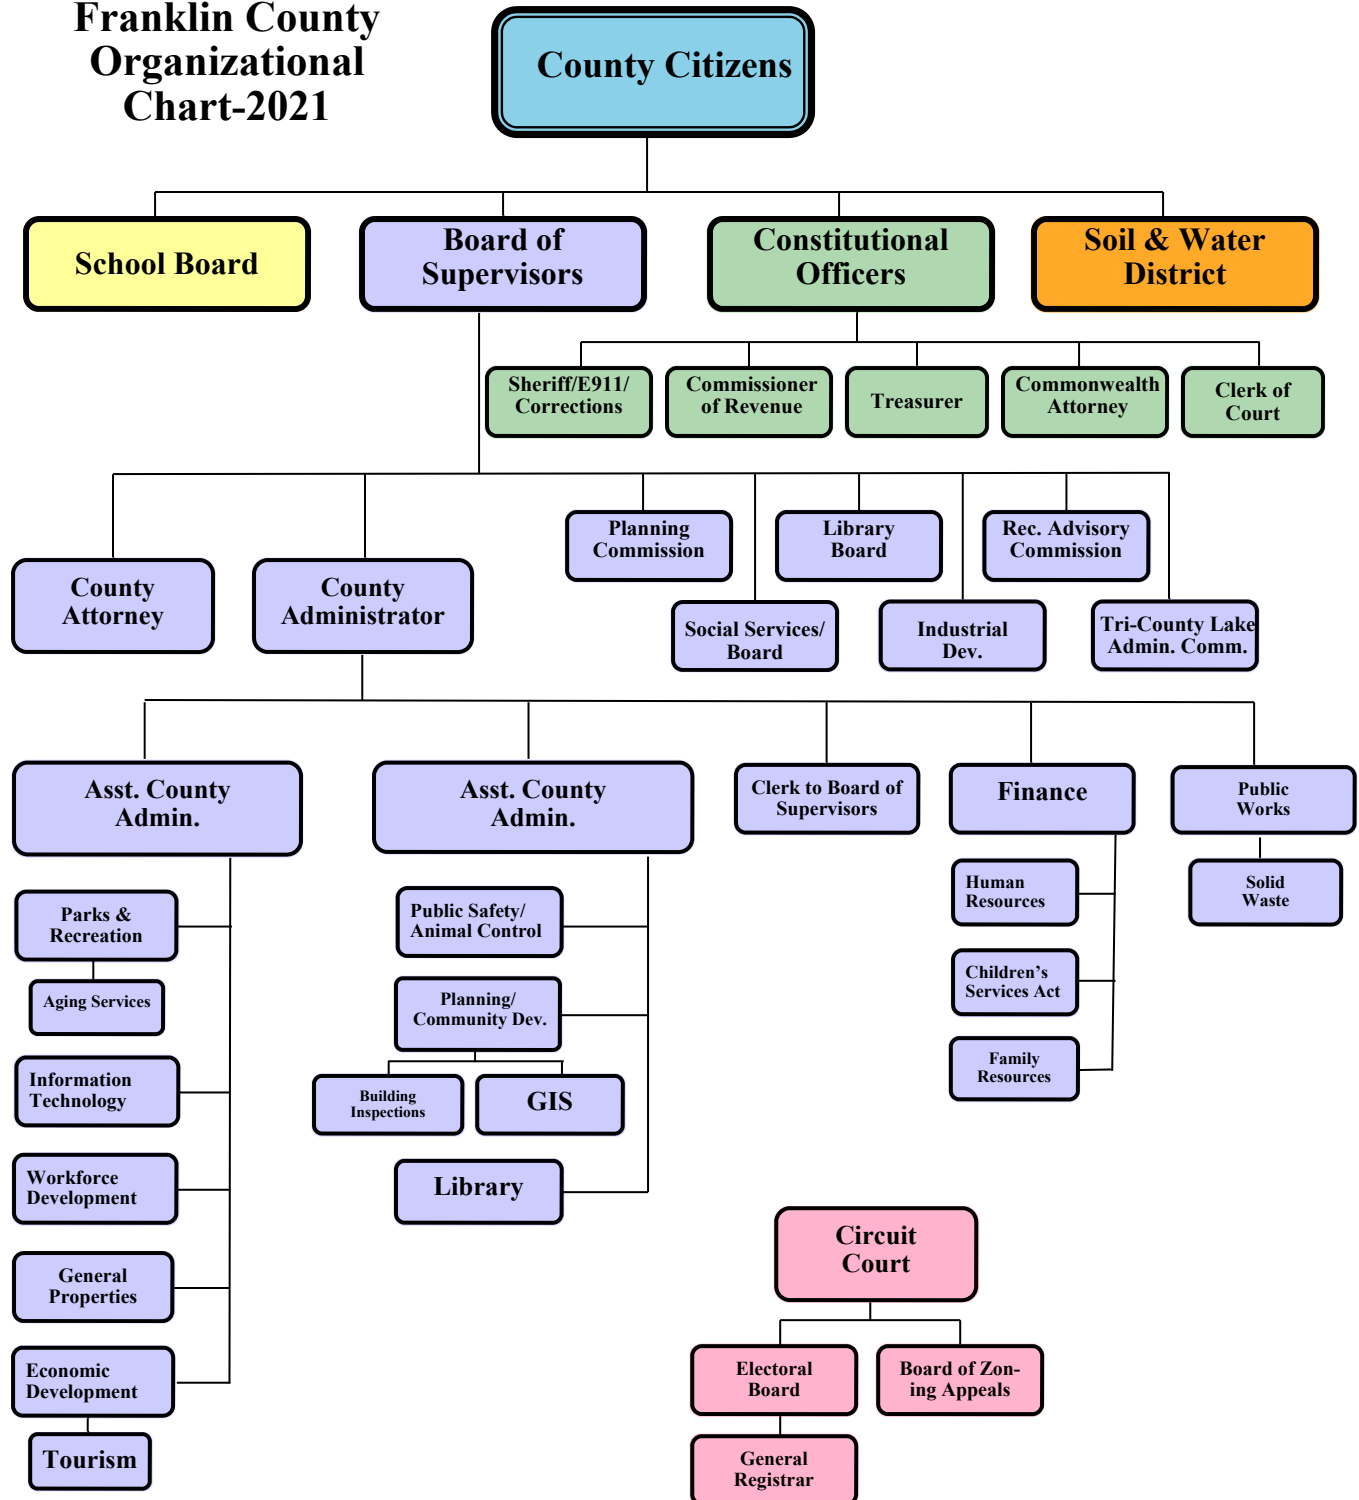 Franklin County
Organizational
Chart-2021
County Citizens
School Board
Board of
Supervisors
Constitutional
Officers
Soil & Water
District
Sheriff/E911/
Corrections
Commissioner
of Revenue
Treasurer
Commonwealth
Attorney
Clerk of
Court
Planning
Commission
Library
Board
Rec. Advisory
Commission
County
Attorney
County
Administrator
Social Services/
Board
Industrial
Dev.
Tri-County Lake
Admin. Comm.
Asst. County
Admin.
Asst. County
Admin.
Clerk to Board of
Supervisors
Finance
Public
Works
Parks &
Recreation
Aging Services
Information
Technology
Workforce
Development
General
Properties
Economic
Development
Tourism
Public Safety/
Animal Control
Planning/
Community Dev.
Building
Inspections
GIS
Library
Human
Resources
Children's
Services Act
Family
Resources
Solid
Waste
Circuit
Court
Electoral
Board
Board of Zon-
ing Appeals
General
Registrar